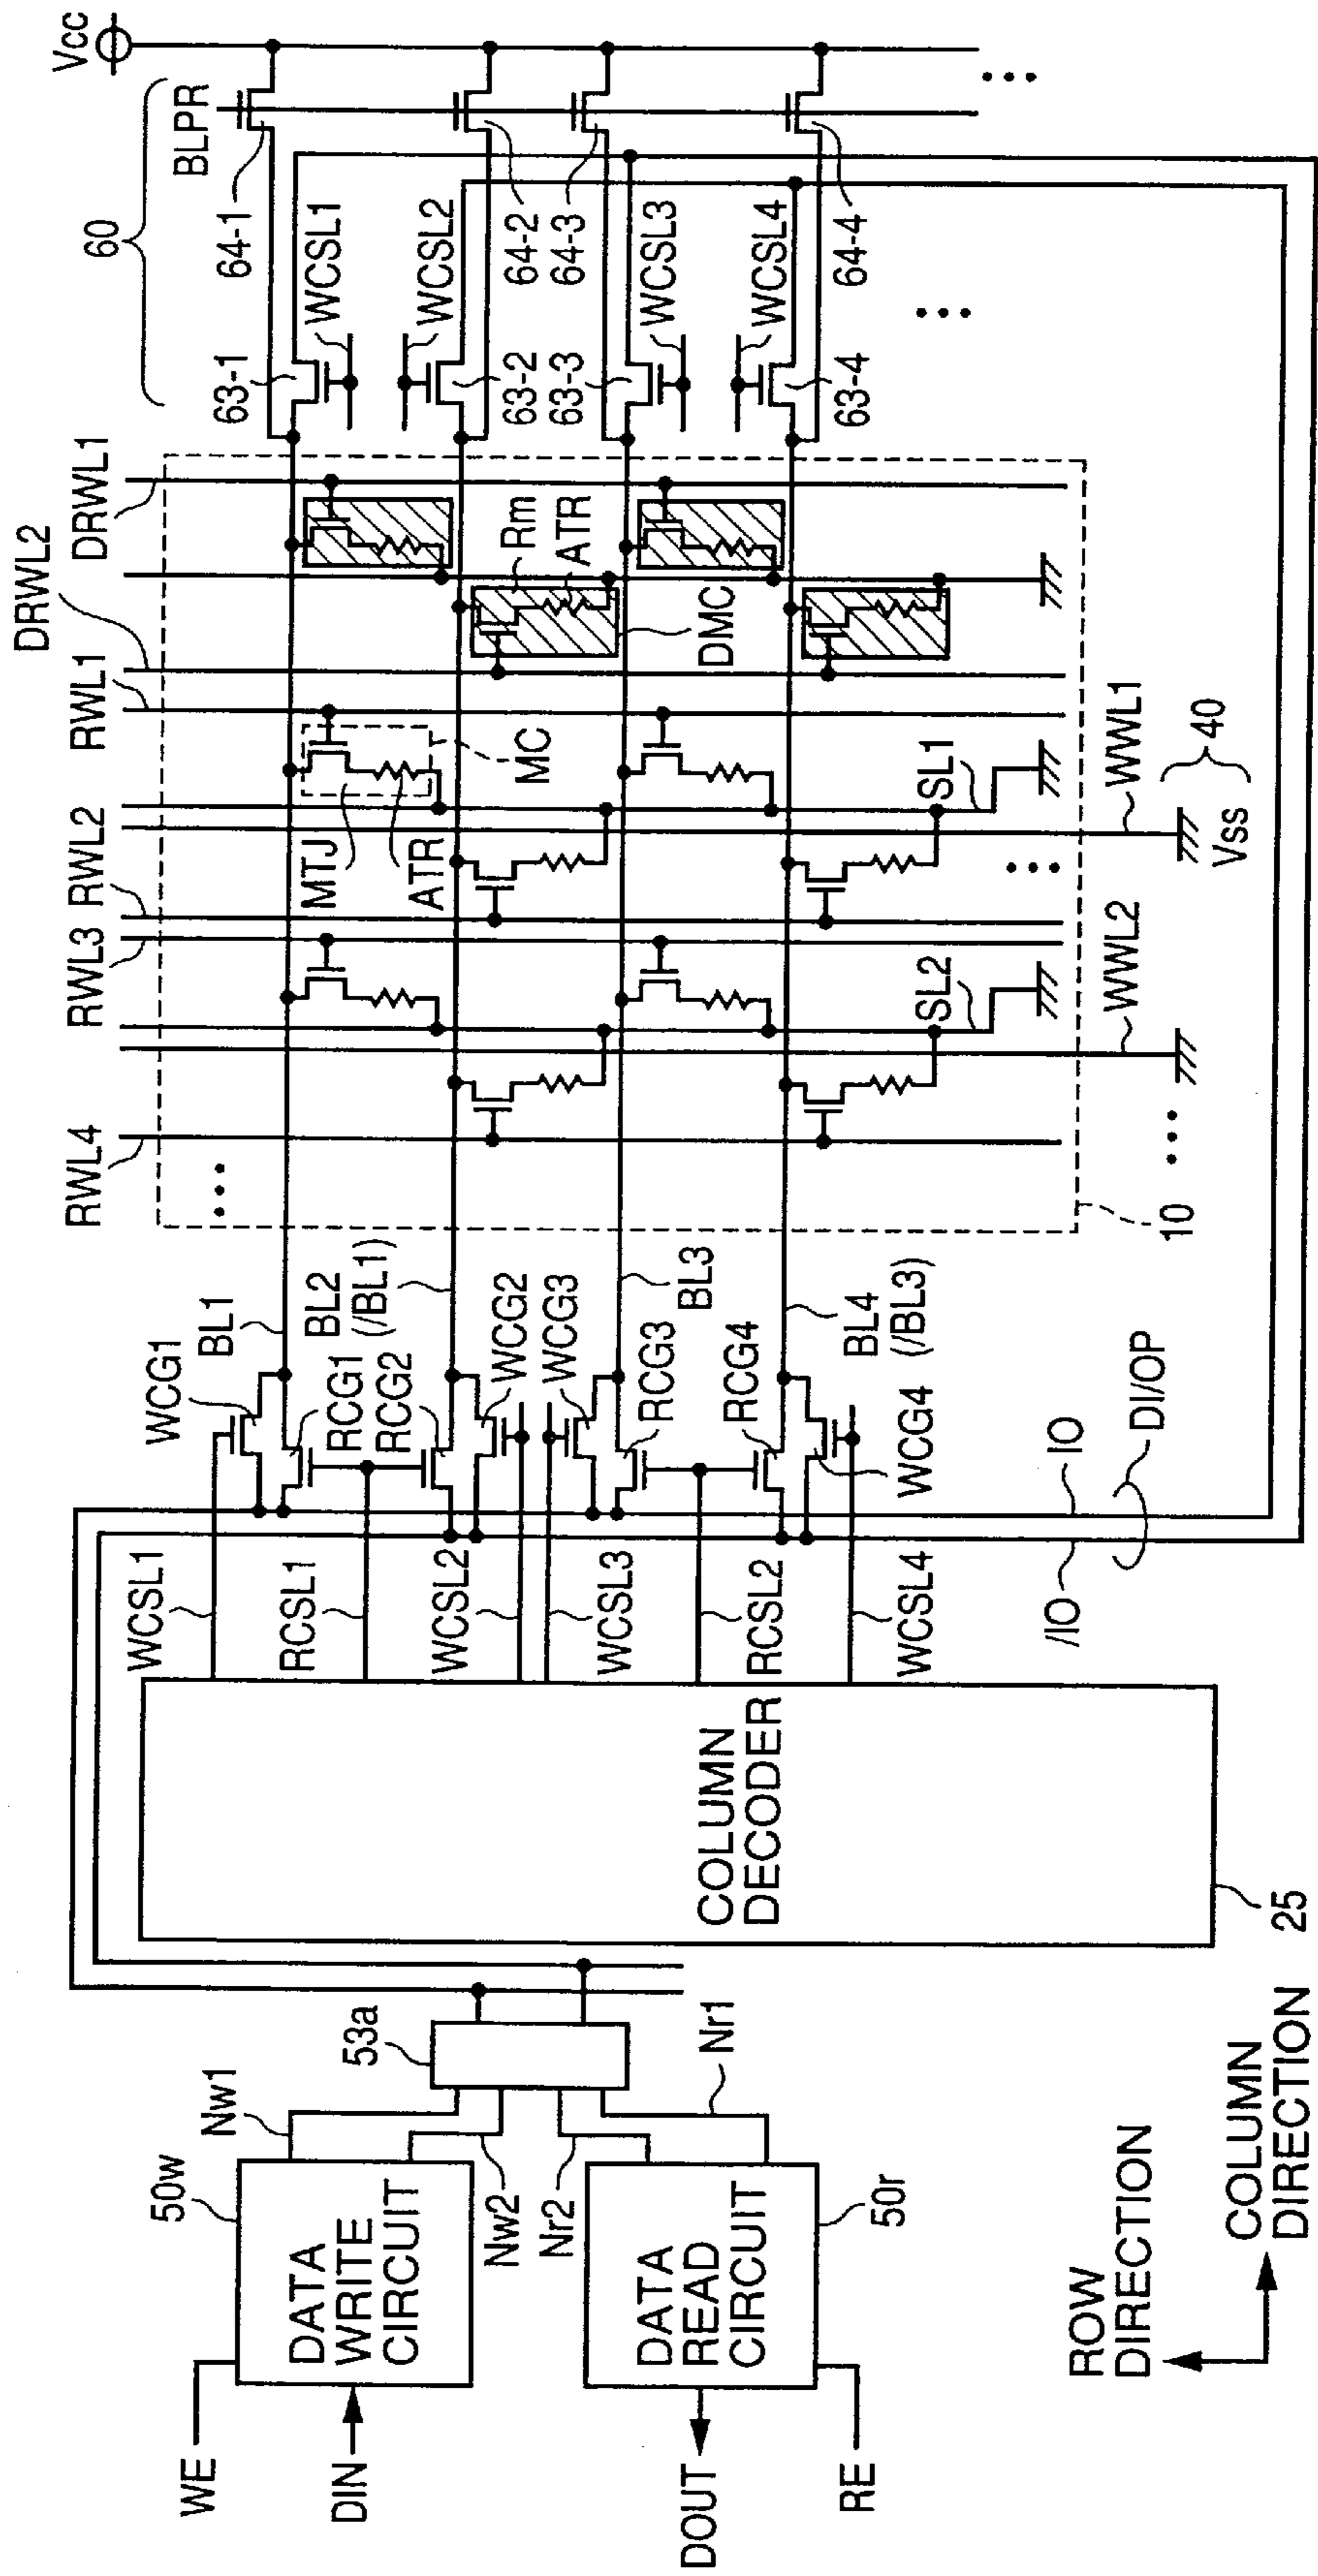 Vcc
60
BLPR
64-1
64-2
64-3
64-4
WCSL1
WCSL2
WCSL3
WCSL4
63-1
63-2
63-3
63-4
DRWL1
DRWL2
RWL1
RWL2
RWL3
RWL4
Rm
ATR
DMC
MC
MTJ
ATR
SL1
SL2
WWL1
WWL2
40
Vss
10
BL1
BL2
(/BL1)
BL3
BL4
(/BL3)
WCG1
RCG1
RCG2
WCG2
WCG3
RCG3
RCG4
WCG4
IO
/IO
DI/OP
WCSL1
RCSL1
WCSL2
WCSL3
RCSL2
WCSL4
COLUMN
DECODER
25
53a
Nw1
Nw2
Nr2
Nr1
50w
DATA
WRITE
CIRCUIT
50r
DATA
READ
CIRCUIT
WE
DIN
DOUT
RE
ROW
DIRECTION
COLUMN
DIRECTION